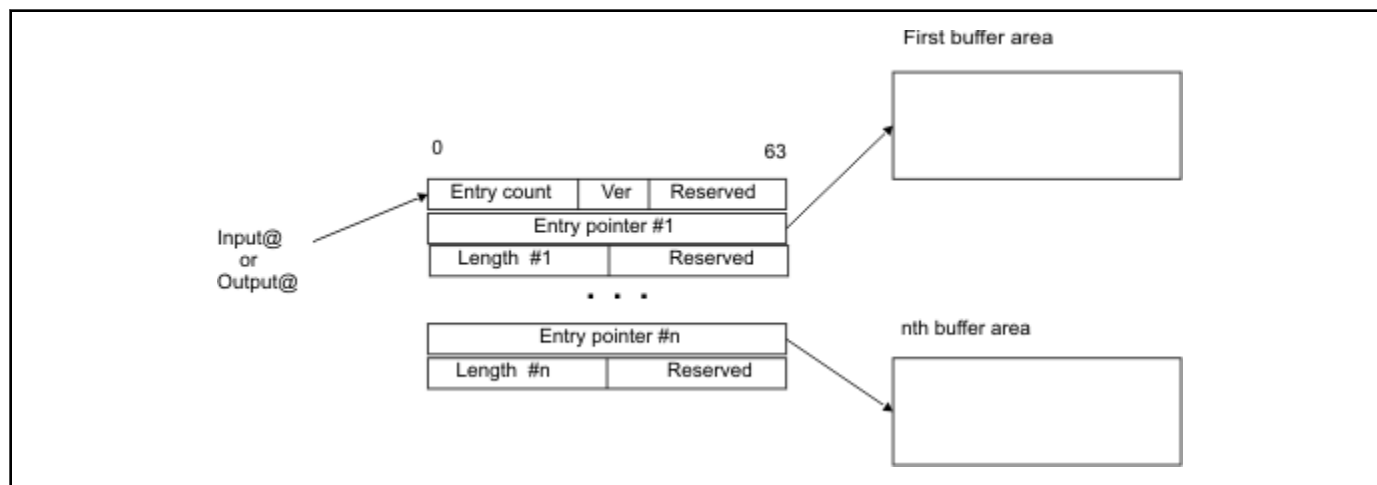 First buffer area
0 63
Entry count Ver Reserved
Entry pointer #1
Input@
or
Output@
Length #1 Reserved
. . .
Entry pointer #n
nth buffer area
Length #n Reserved